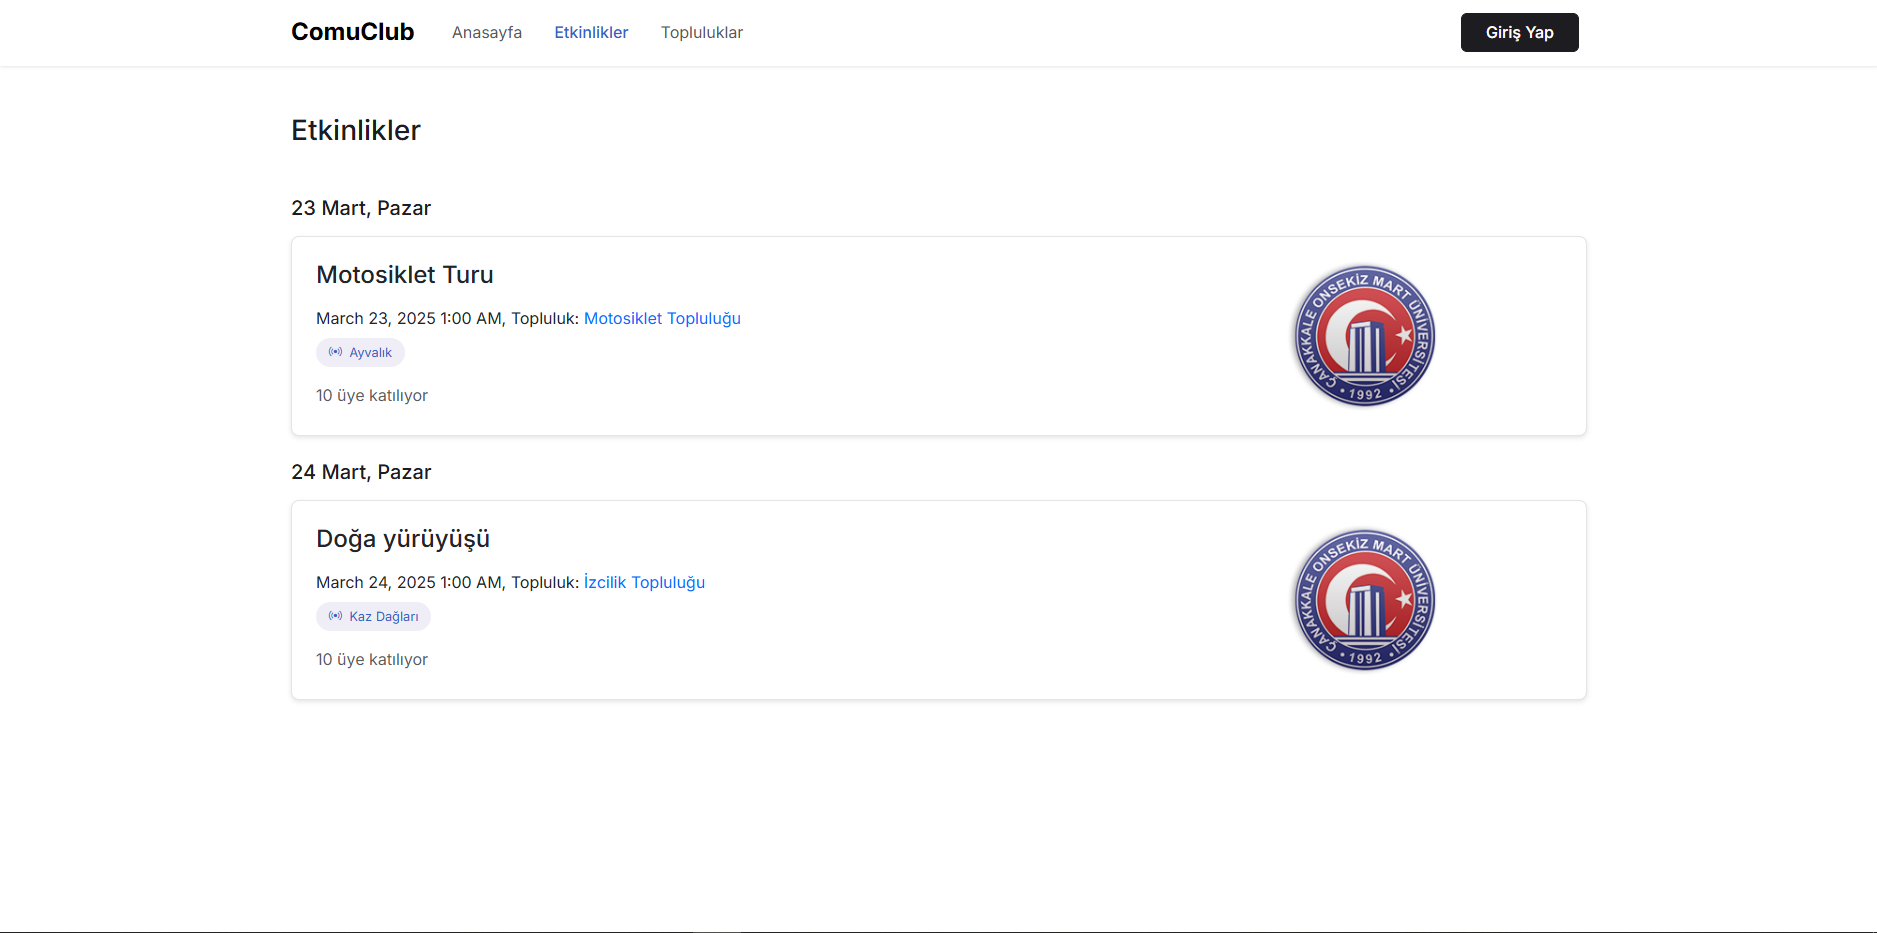 ComuClub Anasayfa Etkinlikler Topluluklar Giriş Yap
Etkinlikler
23 Mart, Pazar
Motosiklet Turu
March 23, 2025 1:00 AM, Topluluk: Motosiklet Topluluğu
Ayvalık
10 üye katılıyor
ÇANAKKALE ONSEKİZ MART ÜNİVERSİTESİ
• 1992 •
24 Mart, Pazar
Doğa yürüyüşü
March 24, 2025 1:00 AM, Topluluk: İzcilik Topluluğu
Kaz Dağları
10 üye katılıyor
ÇANAKKALE ONSEKİZ MART ÜNİVERSİTESİ
• 1992 •